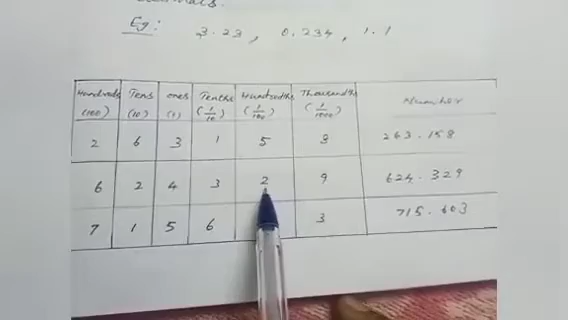 Eg: 3.23, 0.234, 1.1
Hundreds Tens ones Tenths Hundredths Thousandths Number
(100) (10) (1) (1/10) (1/100) (1/1000)
2 6 3 1 5 3 263.158
6 2 4 3 2 9 624.329
7 1 5 6 3 715.603